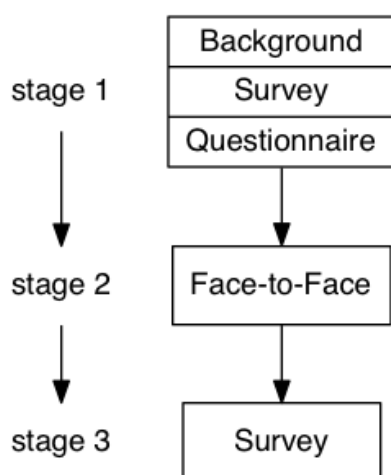 Background
stage 1 Survey
Questionnaire
stage 2 Face-to-Face
stage 3 Survey